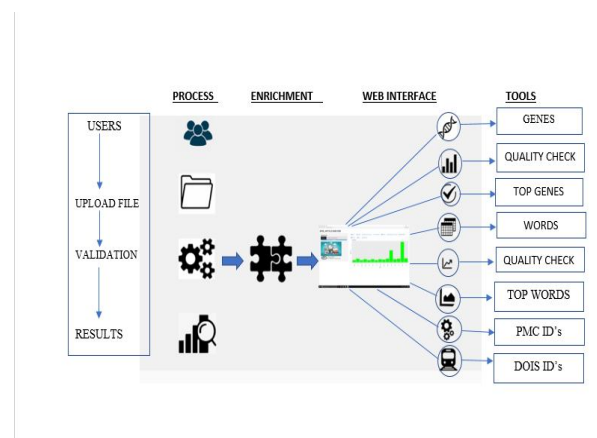 PROCESS ENRICHMENT WEB INTERFACE TOOLS
USERS
UPLOAD FILE
VALIDATION
RESULTS
GENES
QUALITY CHECK
TOP GENES
WORDS
QUALITY CHECK
TOP WORDS
PMC ID's
DOIS ID's